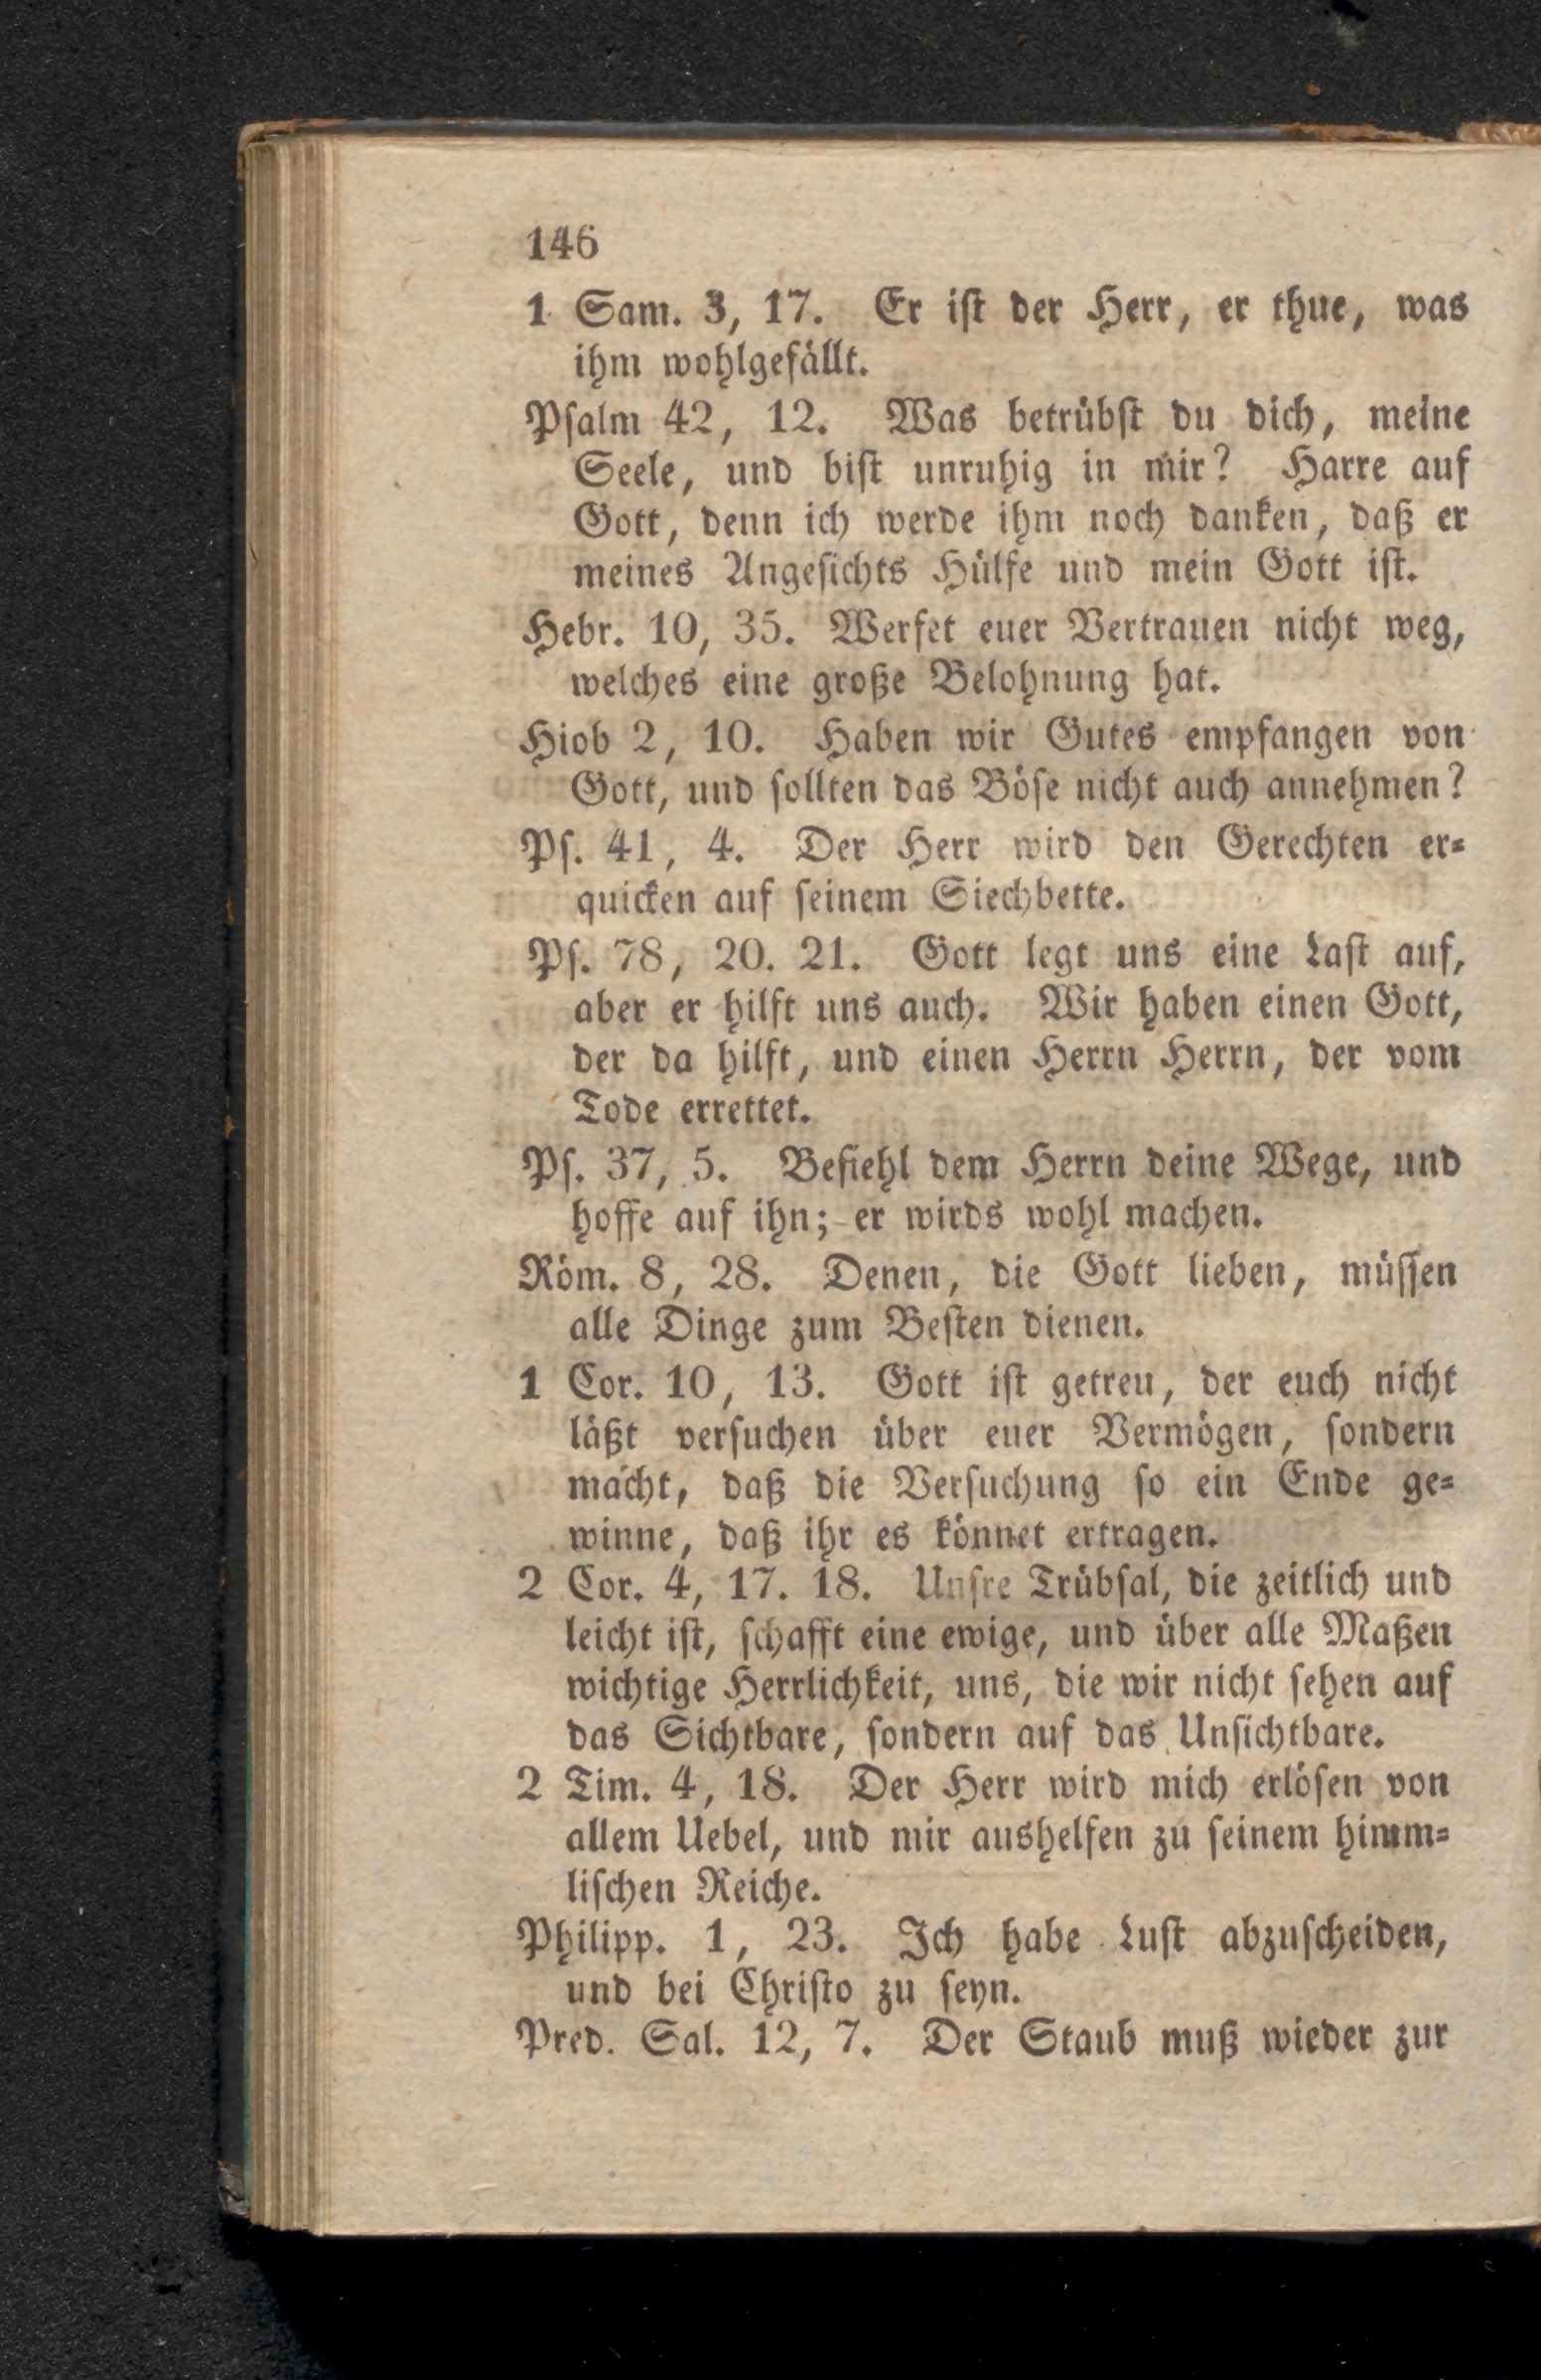 146
1 Sam. 3, 17. Er iſt der Herr, er thue, was
ihm wohlgefällt.
Pſalm 42, 12. Was betrübſt du dich, meine
Seele, und biſt unruhig in mir? Harre auf
Gott, denn ich werde ihm noch danken, daß er
meines Angeſichts Hülfe und mein Gott iſt.
Hebr. 10, 35. Werfet euer Vertrauen nicht weg,
welches eine große Belohnung hat.
Hiob 2, 10. Haben wir Gutes empfangen von
Gott, und ſollten das Böſe nicht auch annehmen?
Pſ. 41, 4. Der Herr wird den Gerechten er-
quicken auf ſeinem Siechbette.
Pſ. 78, 20. 21. Gott legt uns eine Laſt auf,
aber er hilft uns auch. Wir haben einen Gott,
der da hilft, und einen Herrn Herrn, der vom
Tode errettet.
Pſ. 37, 5. Befiehl dem Herrn deine Wege, und
hoffe auf ihn; er wirds wohl machen.
Röm. 8, 28. Denen, die Gott lieben, müſſen
alle Dinge zum Beſten dienen.
1 Cor. 10, 13. Gott iſt getreu, der euch nicht
läßt verſuchen über euer Vermögen, ſondern
macht, daß die Verſuchung ſo ein Ende ge-
winne, daß ihr es könnet ertragen.
2 Cor. 4, 17. 18. Unſre Trübſal, die zeitlich und
leicht iſt, ſchafft eine ewige, und über alle Maßen
wichtige Herrlichkeit, uns, die wir nicht ſehen auf
das Sichtbare, ſondern auf das Unſichtbare.
2 Tim. 4, 18. Der Herr wird mich erlöſen von
allem Uebel, und mir aushelfen zu ſeinem himm-
liſchen Reiche.
Philipp. 1, 23. Ich habe Luſt abzuſcheiden,
und bei Chriſto zu ſeyn.
Pred. Sal. 12, 7. Der Staub muß wieder zur